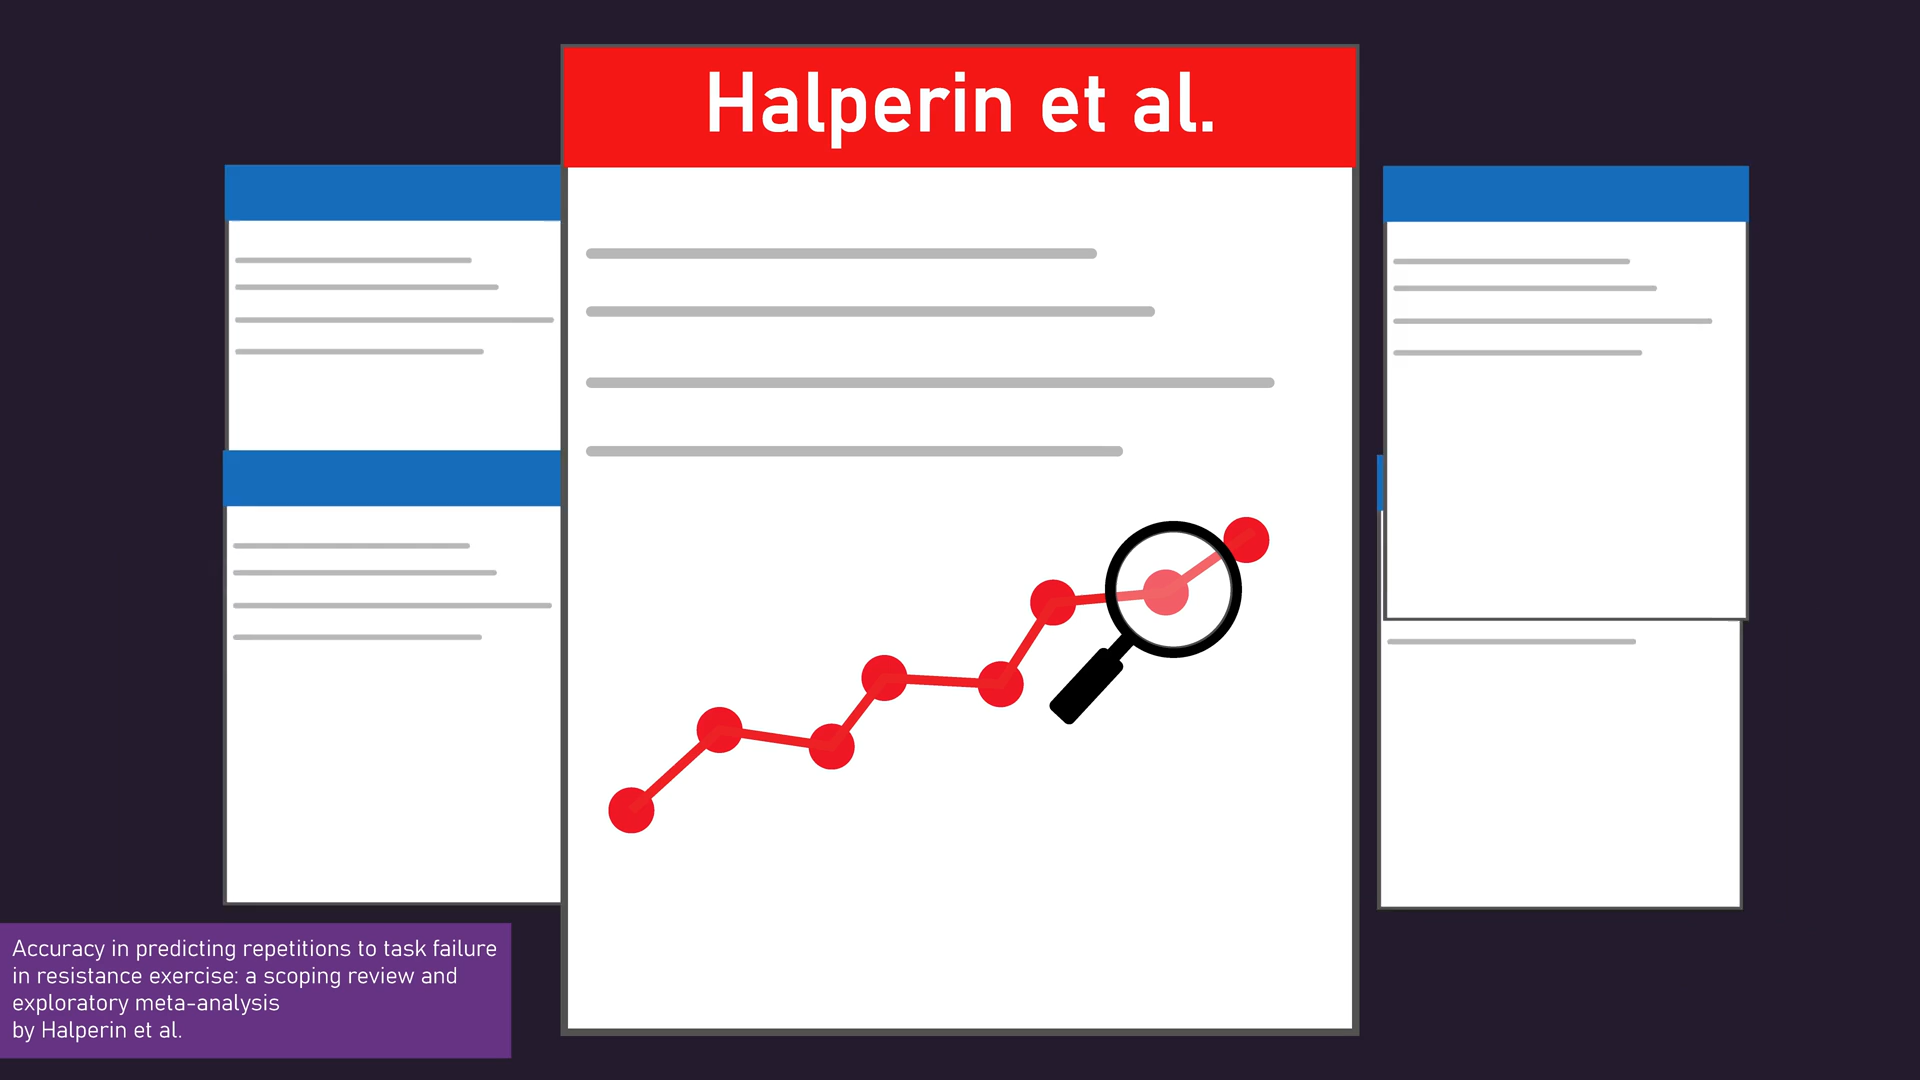 Halperin et al.
Accuracy in predicting repetitions to task failure
in resistance exercise: a scoping review and
exploratory meta-analysis
by Halperin et al.